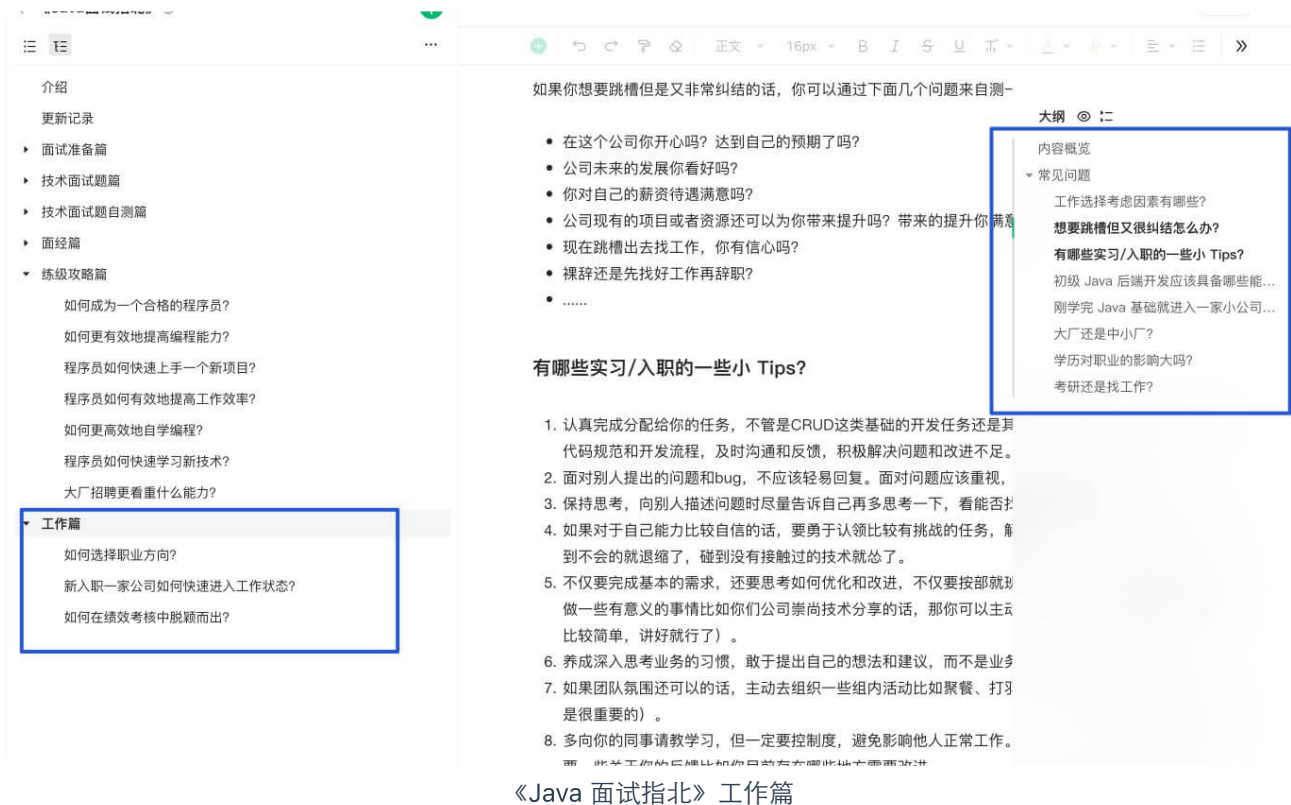 介绍
更新记录
面试准备篇
技术面试题篇
技术面试题自测篇
面经篇
练级攻略篇
如何成为一个合格的程序员?
如何更有效地提高编程能力?
程序员如何快速上手一个新项目?
程序员如何有效地提高工作效率?
如何更高效地自学编程?
程序员如何快速学习新技术?
大厂招聘更看重什么能力?
工作篇
如何选择职业方向?
新入职一家公司如何快速进入工作状态?
如何在绩效考核中脱颖而出?
正文 16px B I S U
如果你想要跳槽但是又非常纠结的话，你可以通过下面几个问题来自测一
• 在这个公司你开心吗？达到自己的预期了吗?
• 公司未来的发展你看好吗?
• 你对自己的薪资待遇满意吗?
• 公司现有的项目或者资源还可以为你带来提升吗？带来的提升你满意
• 现在跳槽出去找工作，你有信心吗?
• 裸辞还是先找好工作再辞职?
• ......
有哪些实习/入职的一些小 Tips?
1. 认真完成分配给你的任务，不管是CRUD这类基础的开发任务还是其
代码规范和开发流程，及时沟通和反馈，积极解决问题和改进不足。
2. 面对别人提出的问题和bug，不应该轻易回复。面对问题应该重视，
3. 保持思考，向别人描述问题时尽量告诉自己再多思考一下，看能否找
4. 如果对于自己能力比较自信的话，要勇于认领比较有挑战的任务，解
到不会的就退缩了，碰到没有接触过的技术就怂了。
5. 不仅要完成基本的需求，还要思考如何优化和改进，不仅要按部就班
做一些有意义的事情比如你们公司崇尚技术分享的话，那你可以主动
比较简单，讲好就行了）。
6. 养成深入思考业务的习惯，敢于提出自己的想法和建议，而不是业务
7. 如果团队氛围还可以的话，主动去组织一些组内活动比如聚餐、打羽
是很重要的）。
8. 多向你的同事请教学习，但一定要控制度，避免影响他人正常工作。
大纲
内容概览
常见问题
工作选择考虑因素有哪些?
想要跳槽但又很纠结怎么办?
有哪些实习/入职的一些小 Tips?
初级 Java 后端开发应该具备哪些能...
刚学完 Java 基础就进入一家小公司...
大厂还是中小厂?
学历对职业的影响大吗?
考研还是找工作?
《Java 面试指北》工作篇